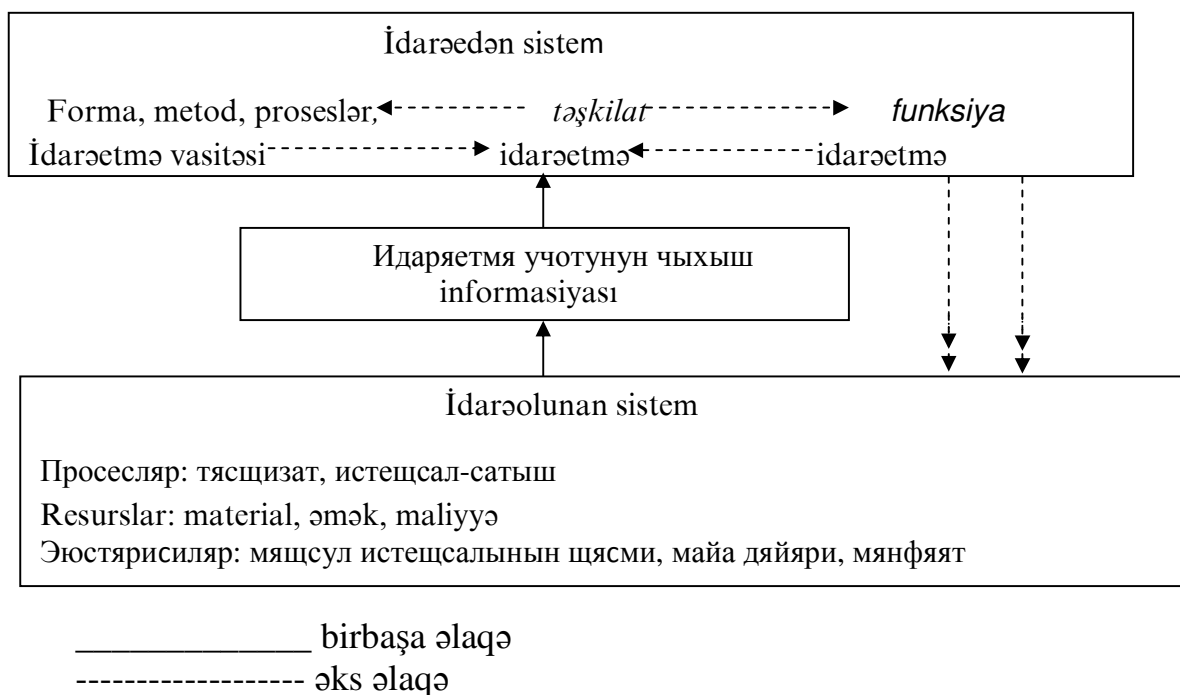 İdarəedən sistem
Forma, metod, proseslər, təşkilat funksiya
İdarəetmə vasitəsi idarəetmə idarəetmə
Идаряетмя учотунун чыхыш
informasiyası
İdarəolunan sistem
Просесляр: тясщизат, истещсал-сатыш
Resurslar: material, əmək, maliyyə
Эюстярисиляр: мящсул истещсалынын щясми, майа дяйяри, мянфяят
_____________ birbaşa əlaqə
------------------- əks əlaqə